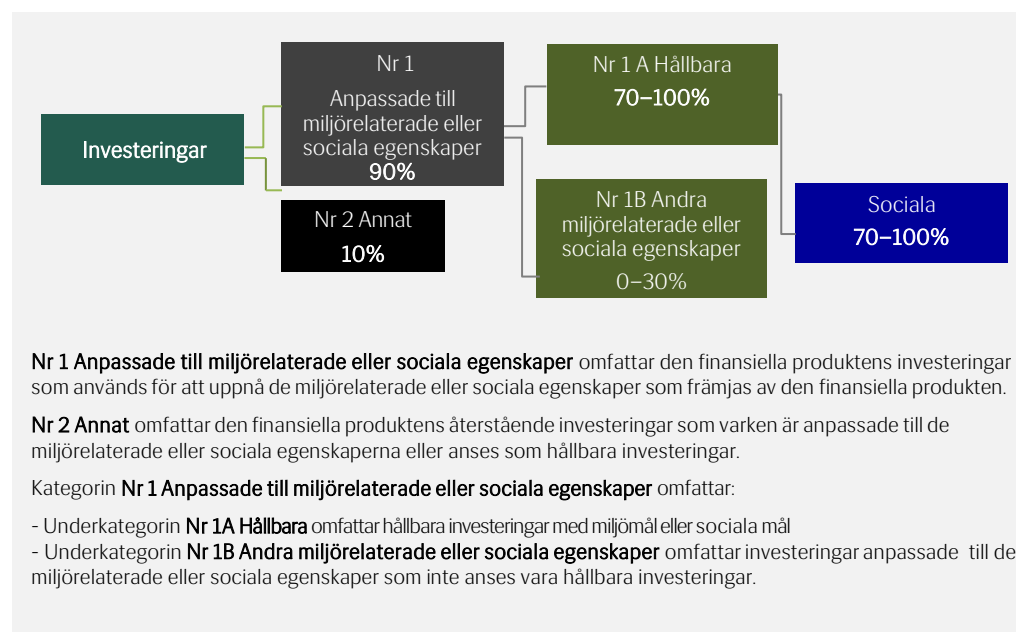 Investeringar
Nr 1
Anpassade till
miljörelaterade eller
sociala egenskaper
90%
Nr 2 Annat
10%
Nr 1 A Hållbara
70–100%
Nr 1B Andra
miljörelaterade eller
sociala egenskaper
0–30%
Sociala
70–100%
Nr 1 Anpassade till miljörelaterade eller sociala egenskaper omfattar den finansiella produktens investeringar
som används för att uppnå de miljörelaterade eller sociala egenskaper som främjas av den finansiella produkten.
Nr 2 Annat omfattar den finansiella produktens återstående investeringar som varken är anpassade till de
miljörelaterade eller sociala egenskaperna eller anses som hållbara investeringar.
Kategorin Nr 1 Anpassade till miljörelaterade eller sociala egenskaper omfattar:
- Underkategorin Nr 1A Hållbara omfattar hållbara investeringar med miljömål eller sociala mål
- Underkategorin Nr 1B Andra miljörelaterade eller sociala egenskaper omfattar investeringar anpassade till de
miljörelaterade eller sociala egenskaper som inte anses vara hållbara investeringar.